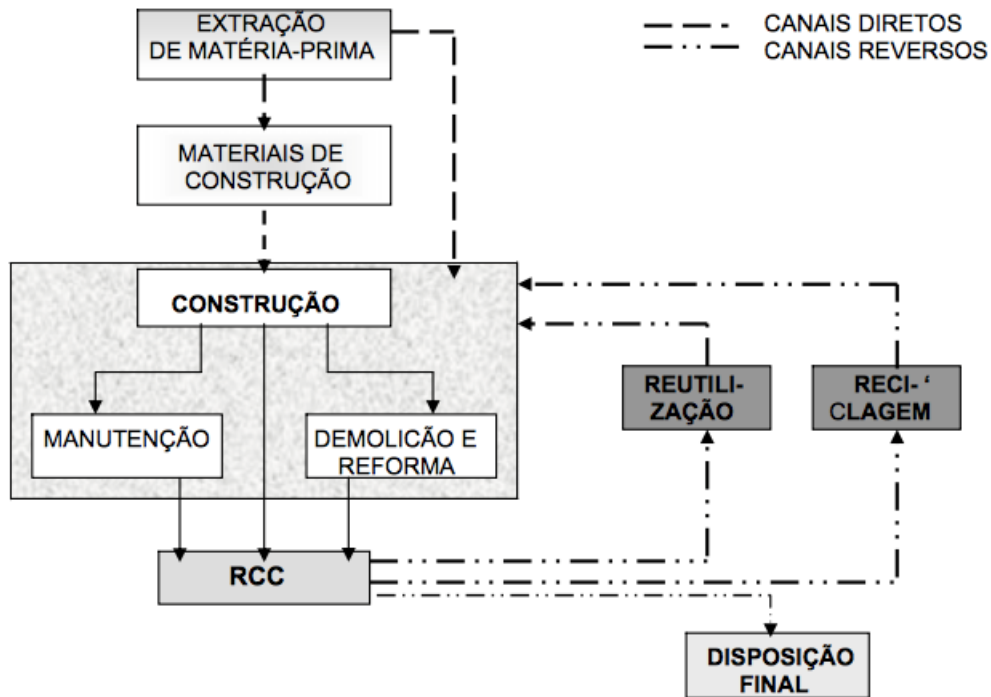 EXTRAÇÃO
DE MATÉRIA-PRIMA
CANAIS DIRETOS
CANAIS REVERSOS
MATERIAIS DE
CONSTRUÇÃO
CONSTRUÇÃO
MANUTENÇÃO
DEMOLICÃO E
REFORMA
REUTILI-
ZAÇÃO
RECI-‘
CLAGEM
RCC
DISPOSIÇÃO
FINAL